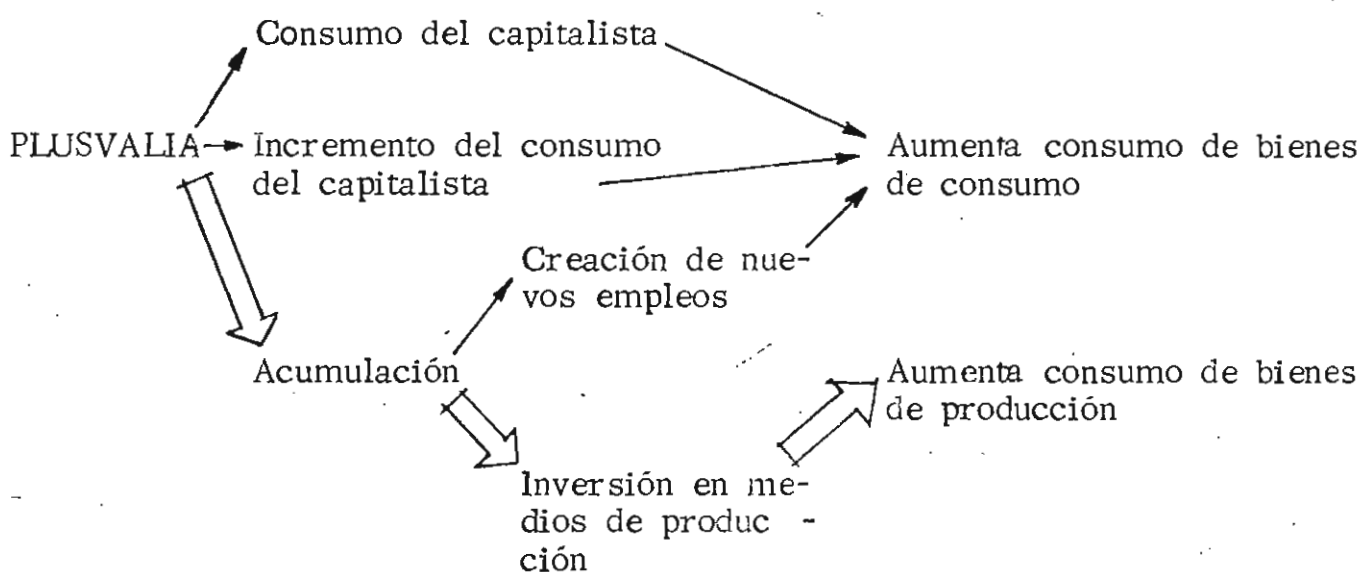 Consumo del capitalista
PLUSVALIA
Incremento del consumo
del capitalista
Aumenta consumo de bienes
de consumo
Creación de nue-
vos empleos
Acumulación
Aumenta consumo de bienes
de producción
Inversión en me-
dios de produc -
ción